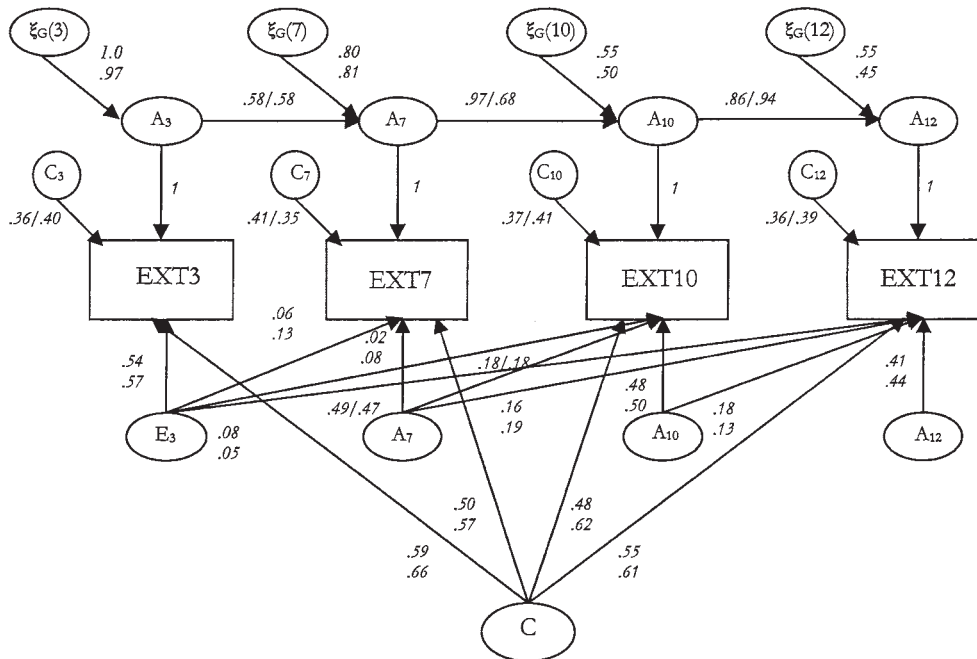 ξG(3) ξG(7) ξG(10) ξG(12)
1.0 .80 .55 .55
.97 .81 .50 .45
.58/.58 .97/.68 .86/.94
A3 A7 A10 A12
C3 C7 C10 C12
1 1 1 1
.36/.40 .41/.35 .37/.41 .36/.39
EXT3 EXT7 EXT10 EXT12
.06
.13
.02
.08
.54 .18/.18 .41
.57 .44
.49/.47 .48
.50
.16 .18
.19 .13
E3 A7 A10 A12
.08
.05
.50 .48
.57 .62
.59 .55
.66 .61
C